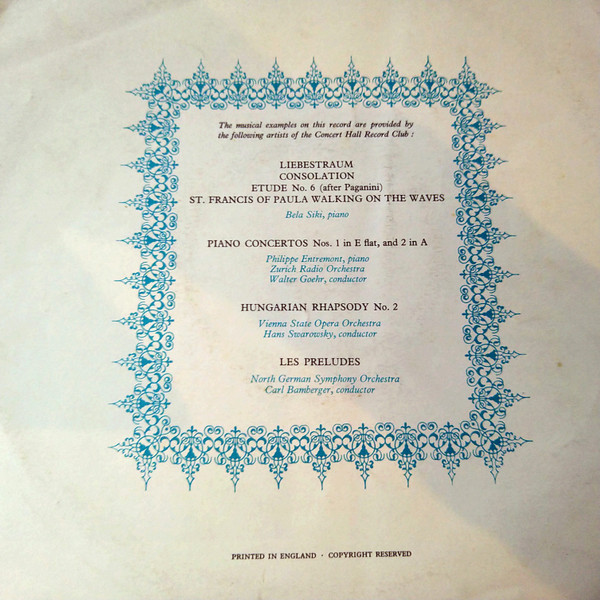 The musical examples on this record are provided by
the following artists of the Concert Hall Record Club :
LIEBESTRAUM
CONSOLATION
ETUDE No. 6 (after Paganini)
ST. FRANCIS OF PAULA WALKING ON THE WAVES
Bela Siki, piano
PIANO CONCERTOS Nos. 1 in E flat, and 2 in A
Philippe Entremont, piano
Zurich Radio Orchestra
Walter Goehr, conductor
HUNGARIAN RHAPSODY No. 2
Vienna State Opera Orchestra
Hans Swarowsky, conductor
LES PRELUDES
North German Symphony Orchestra
Carl Bamberger, conductor
PRINTED IN ENGLAND · COPYRIGHT RESERVED